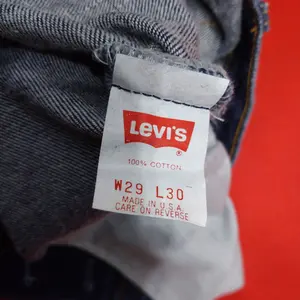 LEVI'S
®
100% COTTON
W29 L30
MADE IN U.S.A.
CARE ON REVERSE